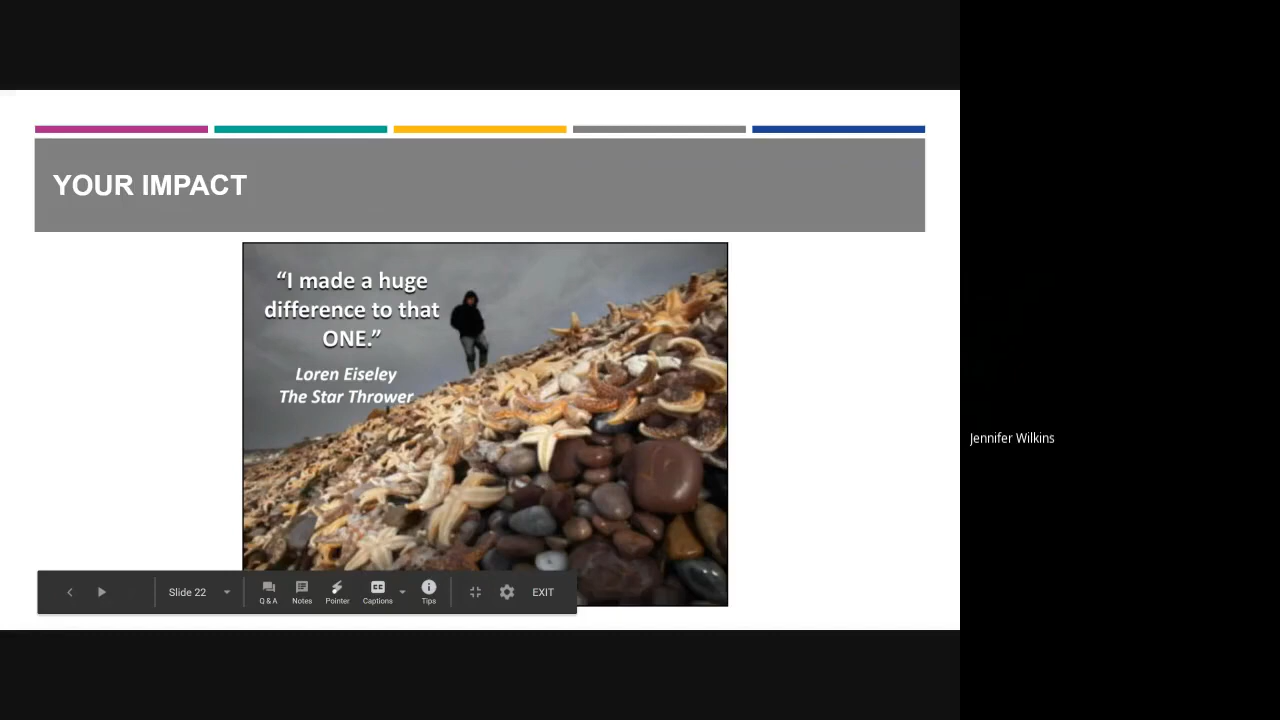 YOUR IMPACT
“I made a huge
difference to that
ONE.”
Loren Eiseley
The Star Thrower
Jennifer Wilkins
Slide 22
Q & A
Notes
Pointer
CC
Captions
Tips
EXIT